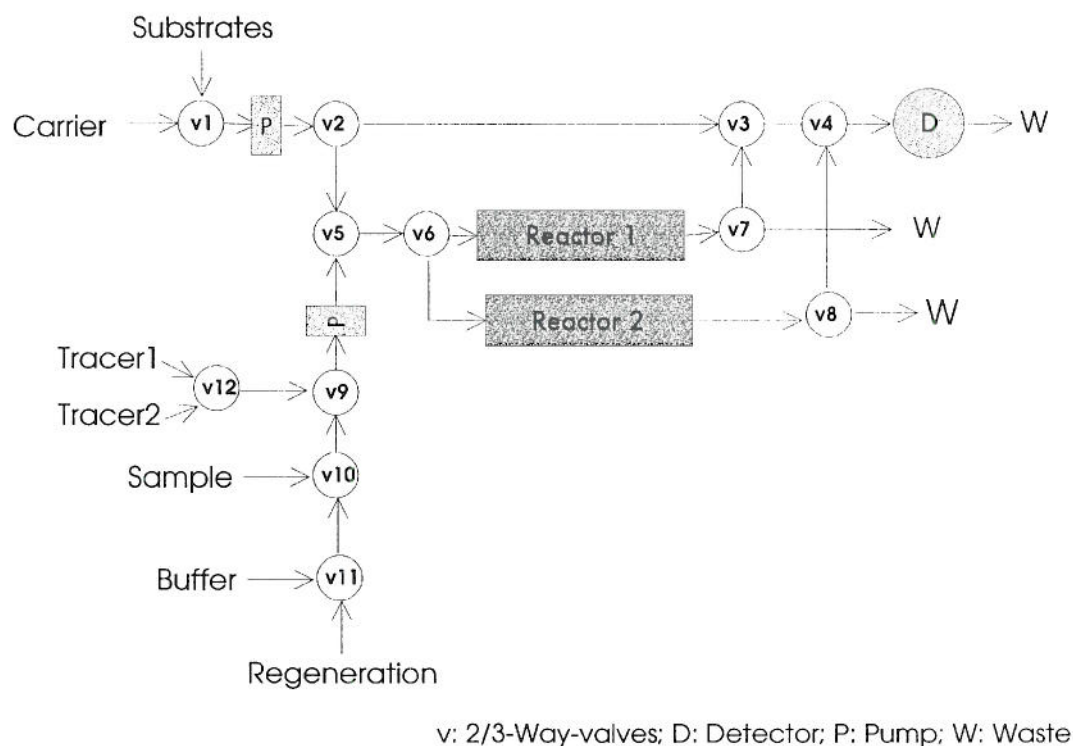 Substrates
Carrier
v1
P
v2
v3
v4
D
W
v5
v6
Reactor 1
v7
W
P
Reactor 2
v8
W
Tracer1
v12
v9
Tracer2
Sample
v10
Buffer
v11
Regeneration
v: 2/3-Way-valves; D: Detector; P: Pump; W: Waste